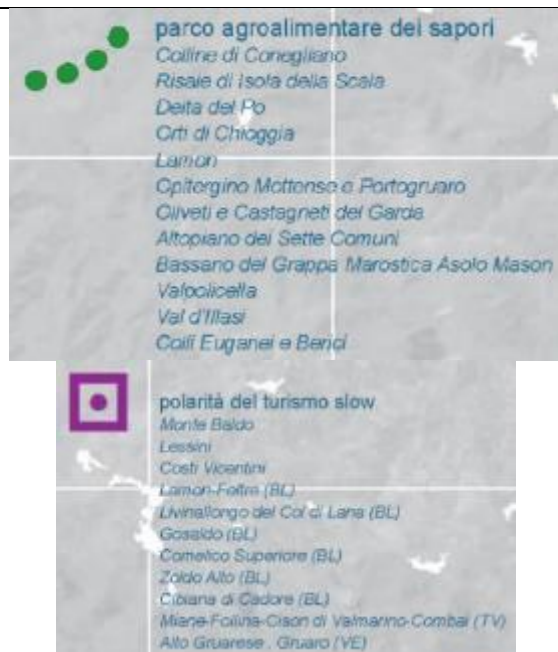 parco agroalimentare dei sapori
Colline di Conegliano
Risaie di Isola della Scala
Delta del Po
Orti di Chioggia
Lamon
Opitergino Mottense e Portogruaro
Oliveti e Castagneti del Garda
Altopiano dei Sette Comuni
Bassano del Grappa Marostica Asolo Mason
Valpolicella
Val d'Illasi
Colli Euganei e Berici
polarità del turismo slow
Monte Baldo
Lessini
Costi Vicentini
Lamon-Feltre (BL)
Livinallongo del Col di Lana (BL)
Gosaldo (BL)
Comelico Superiore (BL)
Zoldo Alto (BL)
Cibiana di Cadore (BL)
Miane-Follina-Cison di Valmarino-Combai (TV)
Alto Gruarese , Gruaro (VE)